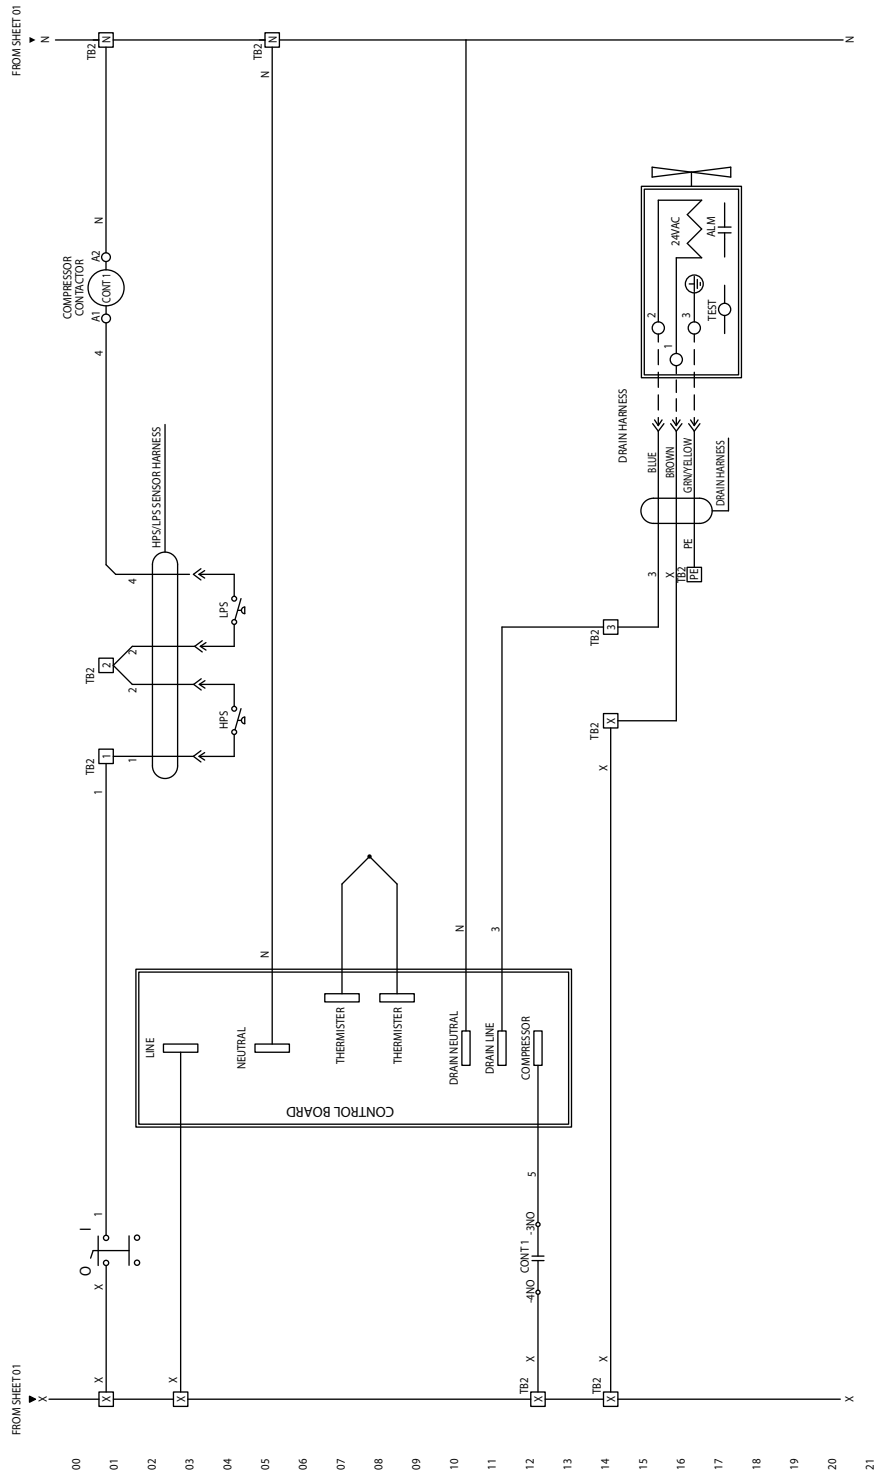 FROM SHEET 01
N
TB2
N
N
A2
COMPRESSOR
CONTACTOR
CONT 1
A1
4
HPS/LPS SENSOR HARNESS
4
LPS
2
TB2
2
2
HPS
TB2
1
1
1
1
I
O
X
X
X
X
FROM SHEET 01
TB2
N
N
N
LINE
NEUTRAL
THERMISTER
THERMISTER
DRAIN NEUTRAL
DRAIN LINE
COMPRESSOR
CONTROL BOARD
X
X
N
3
5
-3NO
CONT 1
-4NO
X
TB2
X
TB2
3
TB2
X
X
X
TB2
X
N
24VAC
ALM
TEST
2
1
3
DRAIN HARNESS
BLUE
BROWN
GRN/YELLOW
DRAIN HARNESS
3
X
PE
TB2
PE
X
00
01
02
03
04
05
06
07
08
09
10
11
12
13
14
15
16
17
18
19
20
21